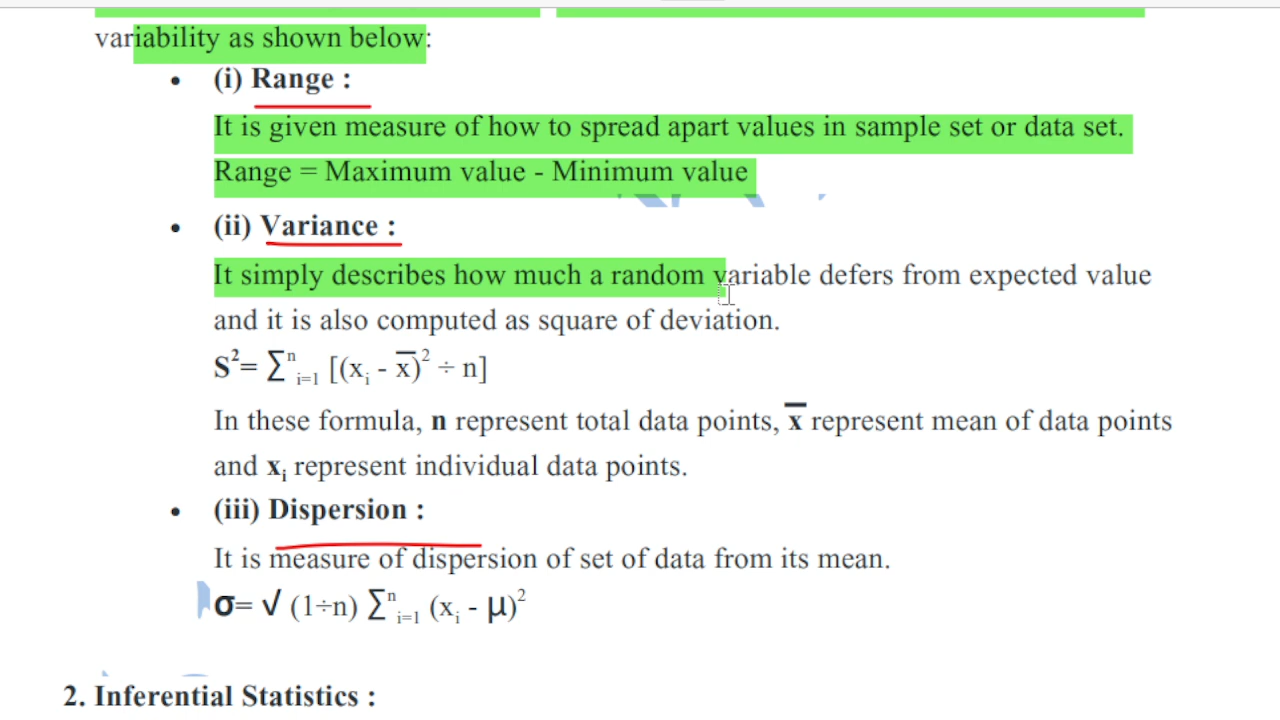 variability as shown below:
• (i) Range :
It is given measure of how to spread apart values in sample set or data set.
Range = Maximum value - Minimum value
• (ii) Variance :
It simply describes how much a random variable defers from expected value
and it is also computed as square of deviation.
S²= ∑ⁿᵢ₌₁ [(xᵢ - x̅)² ÷ n]
In these formula, n represent total data points, x̅ represent mean of data points
and xᵢ represent individual data points.
• (iii) Dispersion :
It is measure of dispersion of set of data from its mean.
σ= √ (1÷n) ∑ⁿᵢ₌₁ (xᵢ - μ)²
2. Inferential Statistics :